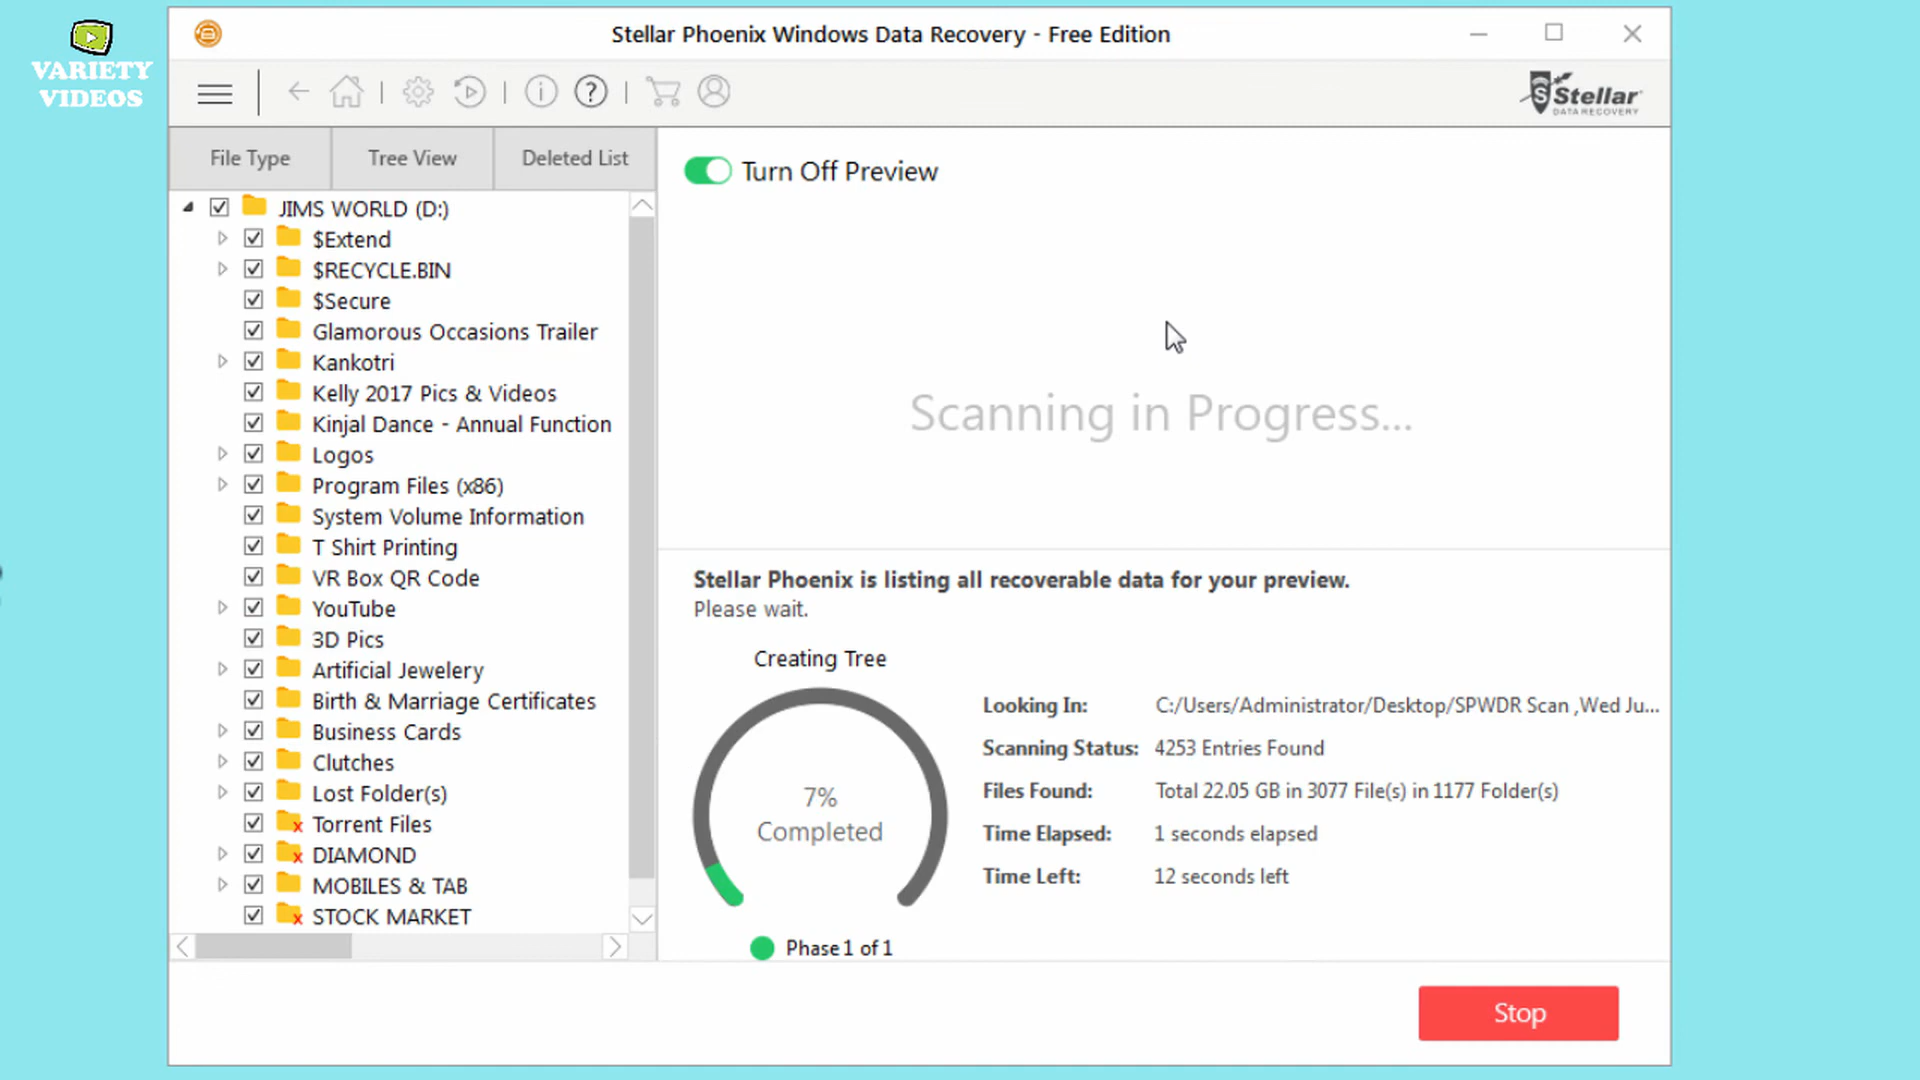 VARIETY
VIDEOS
Stellar Phoenix Windows Data Recovery - Free Edition
Stellar
DATA RECOVERY
File Type
Tree View
Deleted List
JIMS WORLD (D:)
$Extend
$RECYCLE.BIN
$Secure
Glamorous Occasions Trailer
Kankotri
Kelly 2017 Pics & Videos
Kinjal Dance - Annual Function
Logos
Program Files (x86)
System Volume Information
T Shirt Printing
VR Box QR Code
YouTube
3D Pics
Artificial Jewelery
Birth & Marriage Certificates
Business Cards
Clutches
Lost Folder(s)
Torrent Files
DIAMOND
MOBILES & TAB
STOCK MARKET
Turn Off Preview
Scanning in Progress...
Stellar Phoenix is listing all recoverable data for your preview.
Please wait.
Creating Tree
7%
Completed
Phase 1 of 1
Looking In: C:/Users/Administrator/Desktop/SPWDR Scan ,Wed Ju...
Scanning Status: 4253 Entries Found
Files Found: Total 22.05 GB in 3077 File(s) in 1177 Folder(s)
Time Elapsed: 1 seconds elapsed
Time Left: 12 seconds left
Stop